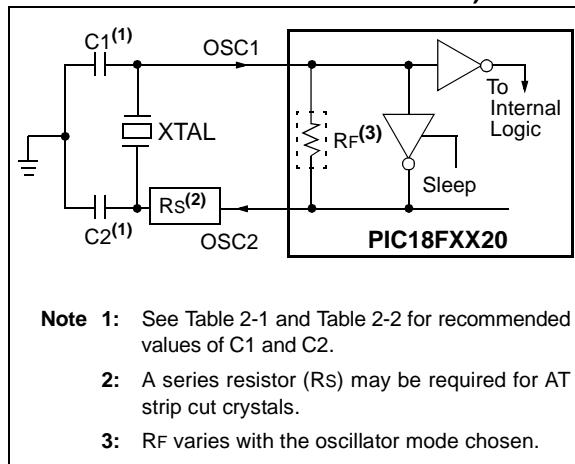 C1(1)
OSC1
To
Internal
Logic
XTAL
RF(3)
Sleep
RS(2)
C2(1)
OSC2
PIC18FXX20
Note 1: See Table 2-1 and Table 2-2 for recommended
values of C1 and C2.
2: A series resistor (RS) may be required for AT
strip cut crystals.
3: RF varies with the oscillator mode chosen.